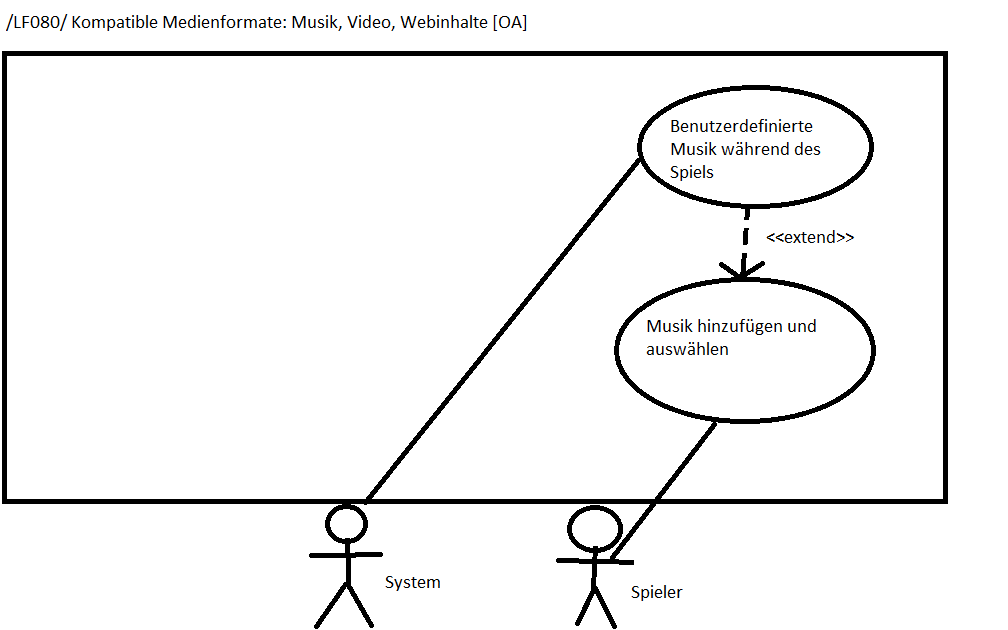 /LF080/ Kompatible Medienformate: Musik, Video, Webinhalte [OA]
Benutzerdefinierte
Musik während des
Spiels
<<extend>>
Musik hinzufügen und
auswählen
System
Spieler